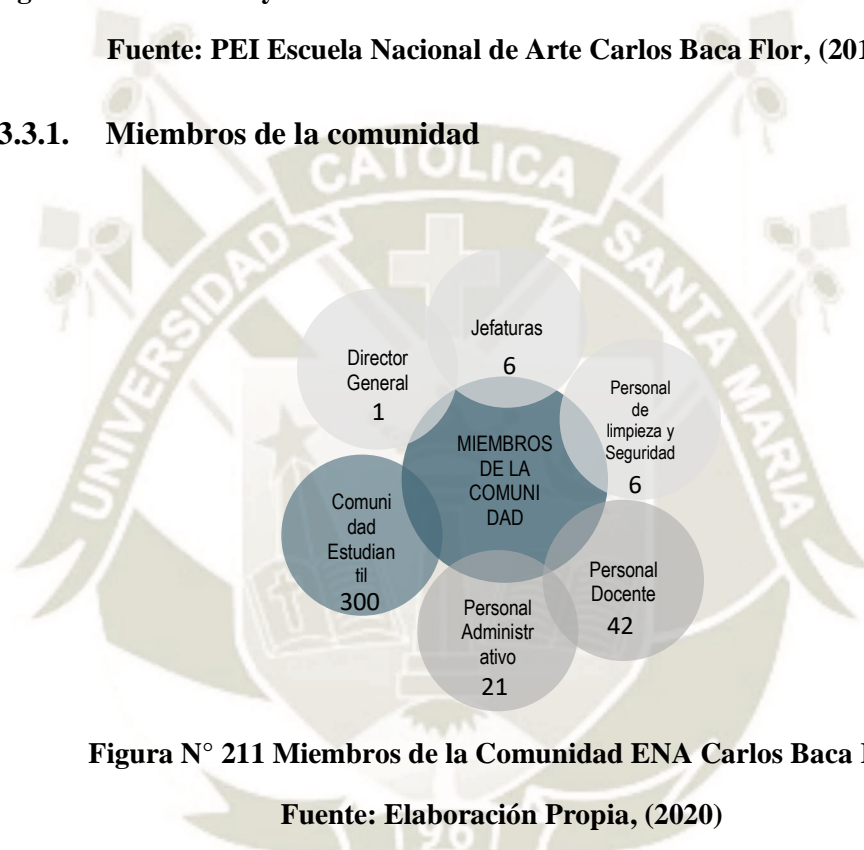 Fuente: PEI Escuela Nacional de Arte Carlos Baca Flor,
3.3.1. Miembros de la comunidad
UNIVERSIDAD CATOLICA SANTA MARIA
Jefaturas
6
Director
General
1
Personal
de
limpieza y
Seguridad
6
MIEMBROS
DE LA
COMUNI
DAD
Comuni
dad
Estudian
til
300
Personal
Docente
42
Personal
Administr
ativo
21
Figura N° 211 Miembros de la Comunidad ENA Carlos Baca
Fuente: Elaboración Propia, (2020)